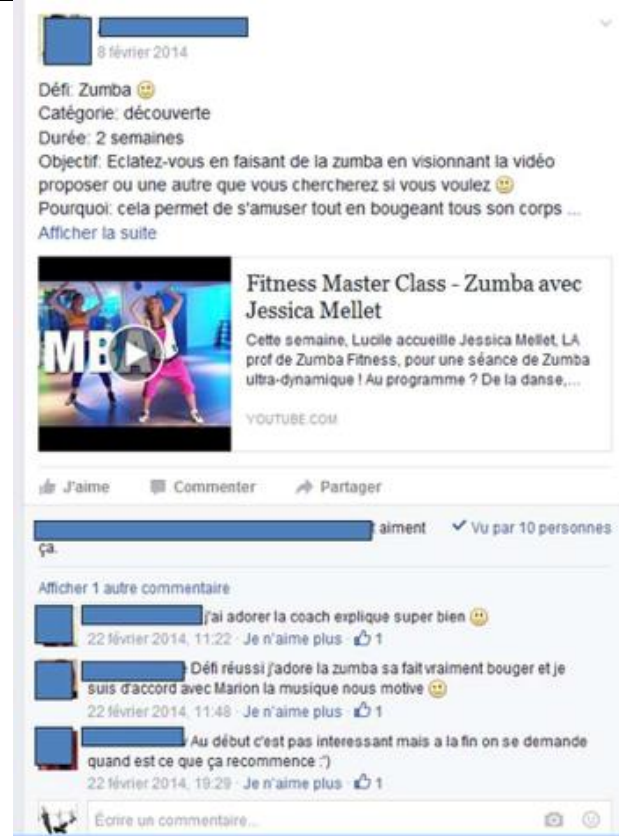 8 février 2014
Défi: Zumba
Catégorie: découverte
Durée: 2 semaines
Objectif: Eclatez-vous en faisant de la zumba en visionnant la vidéo
proposer ou une autre que vous chercherez si vous voulez
Pourquoi: cela permet de s'amuser tout en bougeant tous son corps ...
Afficher la suite
MBA
Fitness Master Class - Zumba avec
Jessica Mellet
Cette semaine, Lucile accueille Jessica Mellet, LA
prof de Zumba Fitness, pour une séance de Zumba
ultra-dynamique ! Au programme ? De la danse,...
YOUTUBE.COM
J'aime Commenter Partager
aiment Vu par 10 personnes
ça.
Afficher 1 autre commentaire
j'ai adorer la coach explique super bien
22 février 2014, 11:22 · Je n'aime plus · 1
Défi réussi j'adore la zumba sa fait vraiment bouger et je
suis d'accord avec Marion la musique nous motive
22 février 2014, 11:48 · Je n'aime plus · 1
Au début c'est pas interessant mais a la fin on se demande
quand est ce que ça recommence :')
22 février 2014, 19:29 · Je n'aime plus · 1
Écrire un commentaire...